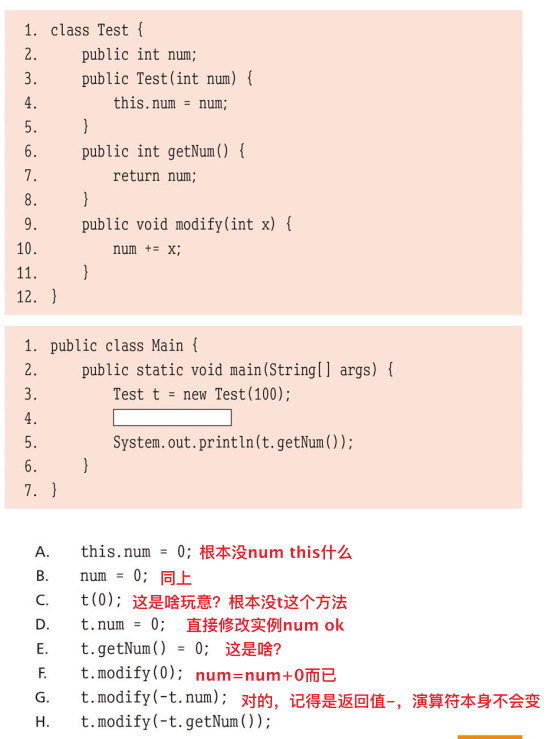 1. class Test {
2. public int num;
3. public Test(int num) {
4. this.num = num;
5. }
6. public int getNum() {
7. return num;
8. }
9. public void modify(int x) {
10. num += x;
11. }
12. }
1. public class Main {
2. public static void main(String[] args) {
3. Test t = new Test(100);
4.
5. System.out.println(t.getNum());
6. }
7. }
A. this.num = 0; 根本没num this什么
B. num = 0; 同上
C. t(0); 这是啥玩意？根本没t这个方法
D. t.num = 0; 直接修改实例num ok
E. t.getNum() = 0; 这是啥？
F. t.modify(0); num=num+0而已
G. t.modify(-t.num); 对的，记得是返回值-，演算符本身不会变
H. t.modify(-t.getNum());